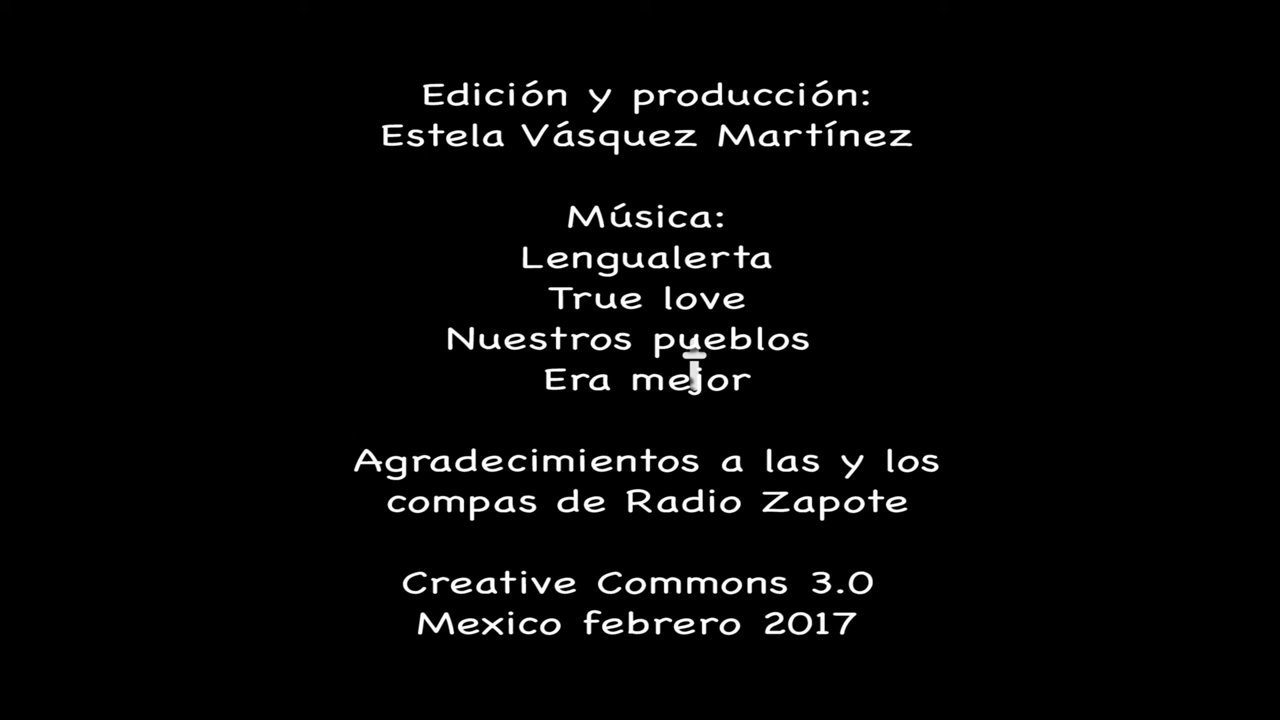 Edición y producción:
Estela Vásquez Martínez
Música:
Lengualerta
True love
Nuestros pueblos
Era mejor
Agradecimientos a las y los
compas de Radio Zapote
Creative Commons 3.0
Mexico febrero 2017